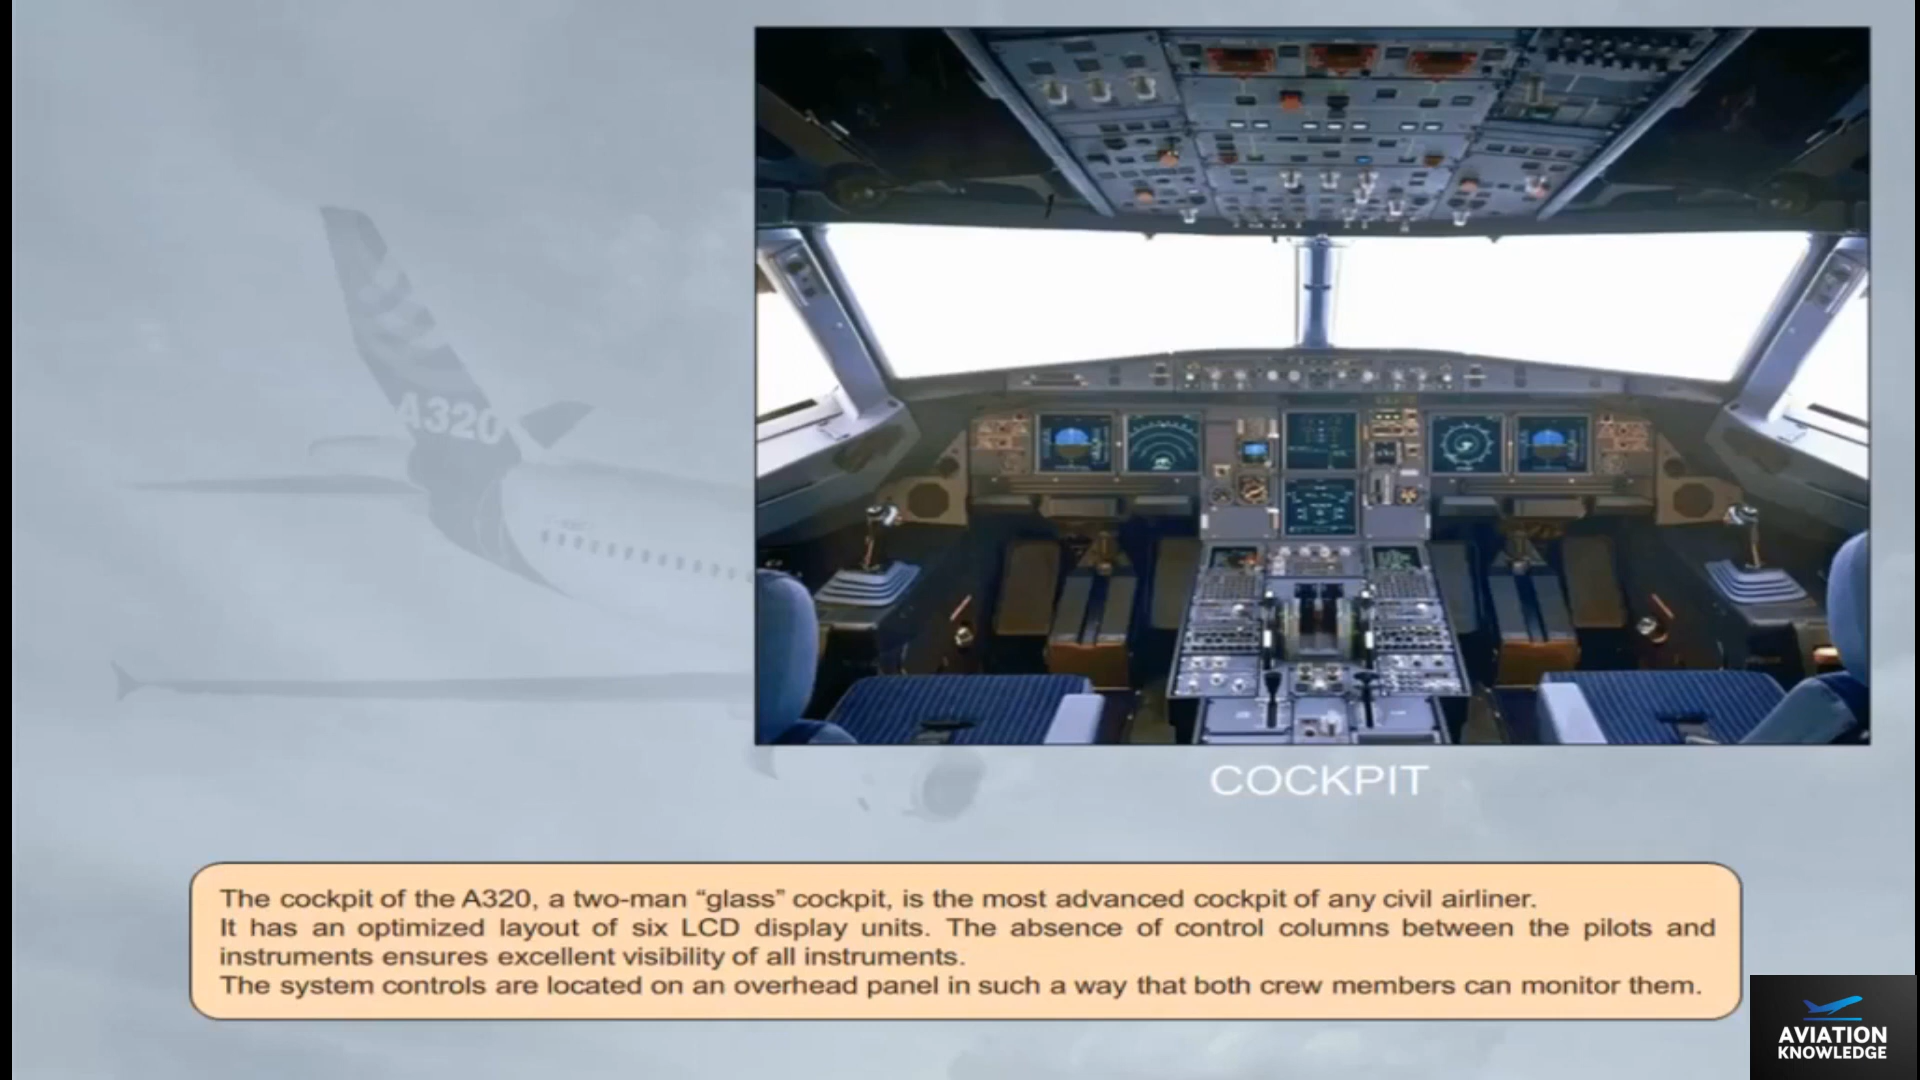 A320
COCKPIT
The cockpit of the A320, a two-man “glass” cockpit, is the most advanced cockpit of any civil airliner.
It has an optimized layout of six LCD display units. The absence of control columns between the pilots and
instruments ensures excellent visibility of all instruments.
The system controls are located on an overhead panel in such a way that both crew members can monitor them.
AVIATION
KNOWLEDGE